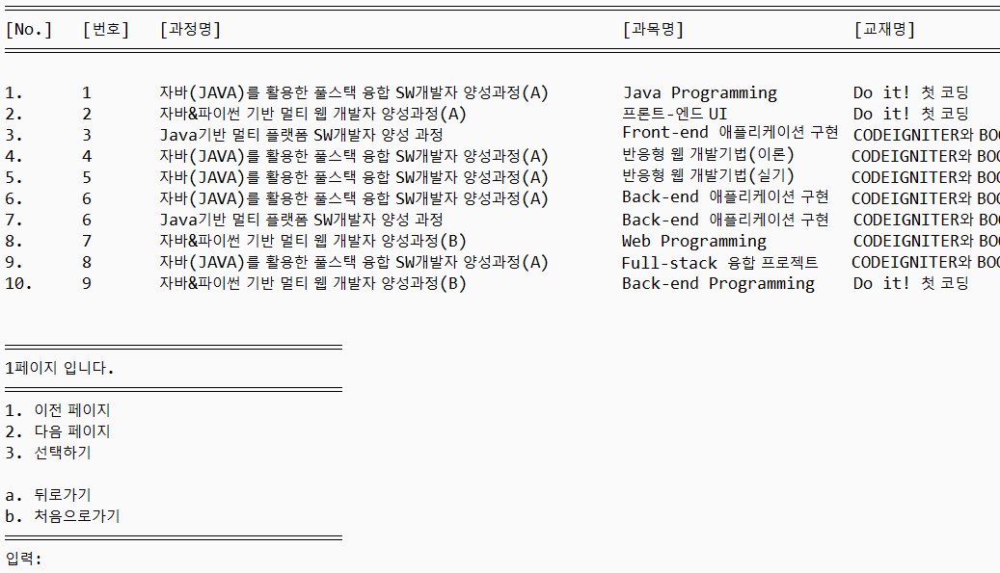 [No.] [번호] [과정명] [과목명] [교재명]
1. 1 자바(JAVA)를 활용한 풀스택 융합 SW개발자 양성과정(A) Java Programming Do it! 첫 코딩
2. 2 자바&파이썬 기반 멀티 웹 개발자 양성과정(A) 프론트-엔드 UI Do it! 첫 코딩
3. 3 Java기반 멀티 플랫폼 SW개발자 양성 과정 Front-end 애플리케이션 구현 CODEIGNITER와
4. 4 자바(JAVA)를 활용한 풀스택 융합 SW개발자 양성과정(A) 반응형 웹 개발기법(이론) CODEIGNITER와
5. 5 자바(JAVA)를 활용한 풀스택 융합 SW개발자 양성과정(A) 반응형 웹 개발기법(실기) CODEIGNITER와
6. 6 자바(JAVA)를 활용한 풀스택 융합 SW개발자 양성과정(A) Back-end 애플리케이션 구현 CODEIGNITER와
7. 6 Java기반 멀티 플랫폼 SW개발자 양성 과정 Back-end 애플리케이션 구현 CODEIGNITER와
8. 7 자바&파이썬 기반 멀티 웹 개발자 양성과정(B) Web Programming CODEIGNITER와
9. 8 자바(JAVA)를 활용한 풀스택 융합 SW개발자 양성과정(A) Full-stack 융합 프로젝트 CODEIGNITER와
10. 9 자바&파이썬 기반 멀티 웹 개발자 양성과정(B) Back-end Programming Do it! 첫 코딩
1페이지 입니다.
1. 이전 페이지
2. 다음 페이지
3. 선택하기
a. 뒤로가기
b. 처음으로가기
입력: